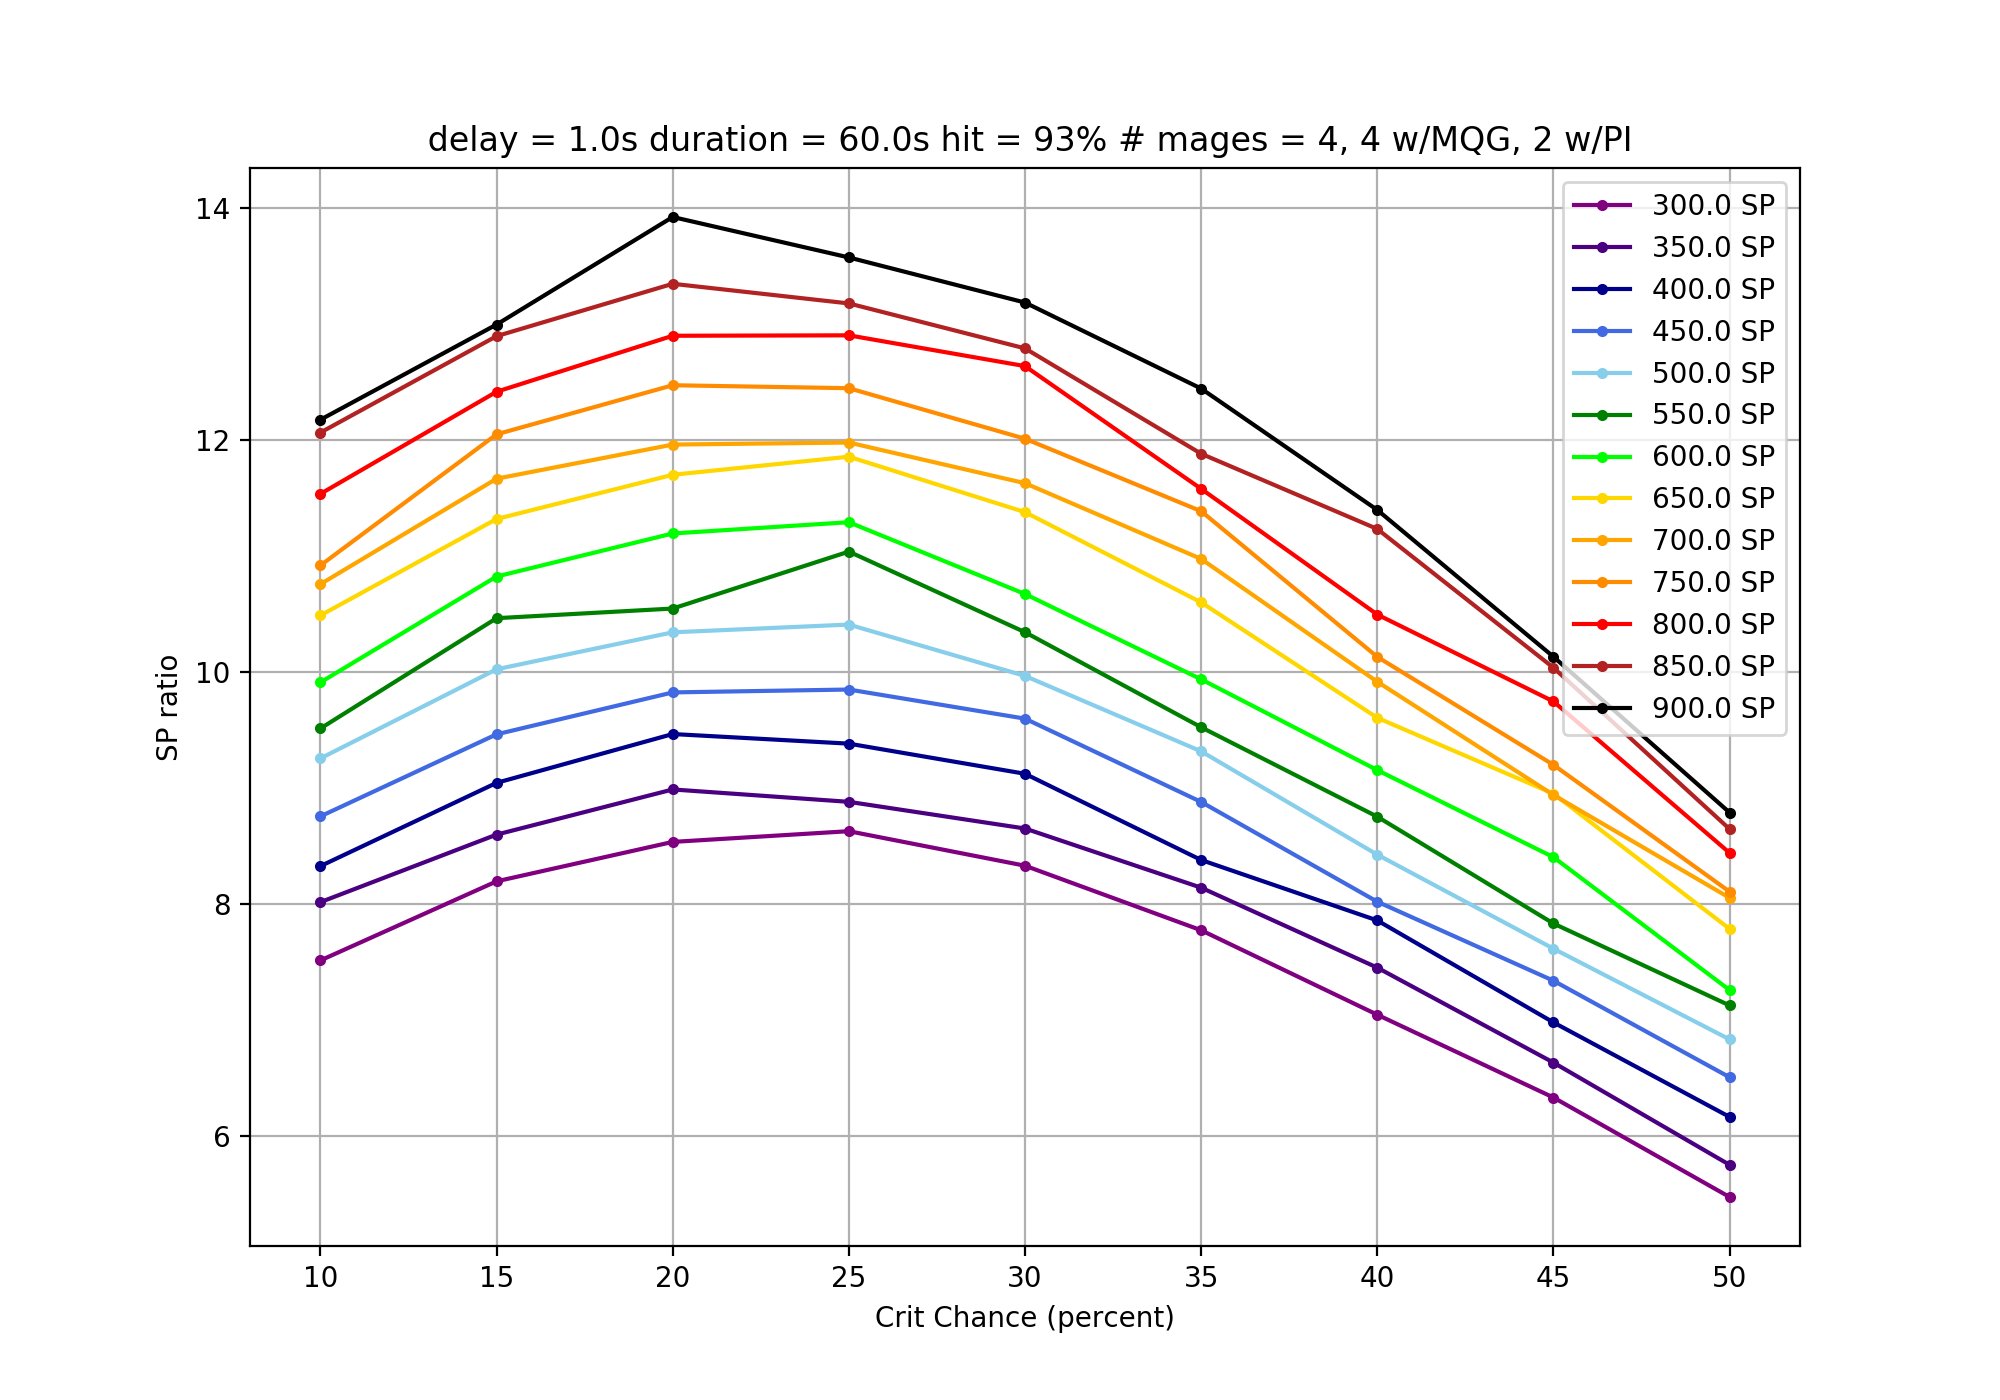 delay = 1.0s duration = 60.0s hit = 93% # mages = 4, 4 w/MQG, 2 w/PI
14
12
10
8
6
SP ratio
300.0 SP
350.0 SP
400.0 SP
450.0 SP
500.0 SP
550.0 SP
600.0 SP
650.0 SP
700.0 SP
750.0 SP
800.0 SP
850.0 SP
900.0 SP
10 15 20 25 30 35 40 45 50
Crit Chance (percent)